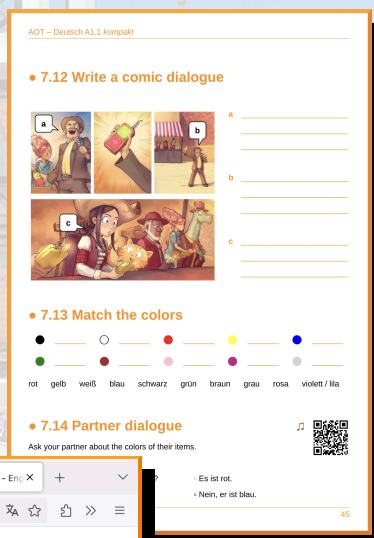 AOT – Deutsch A1.1 kompakt
● 7.12 Write a comic dialogue
a
b
c
a
b
c
● 7.13 Match the colors
rot gelb weiß blau schwarz grün braun grau rosa violett / lila
● 7.14 Partner dialogue
Ask your partner about the colors of their items.
?
▫ Es ist rot.
▫ Nein, er ist blau.
45
- Eng